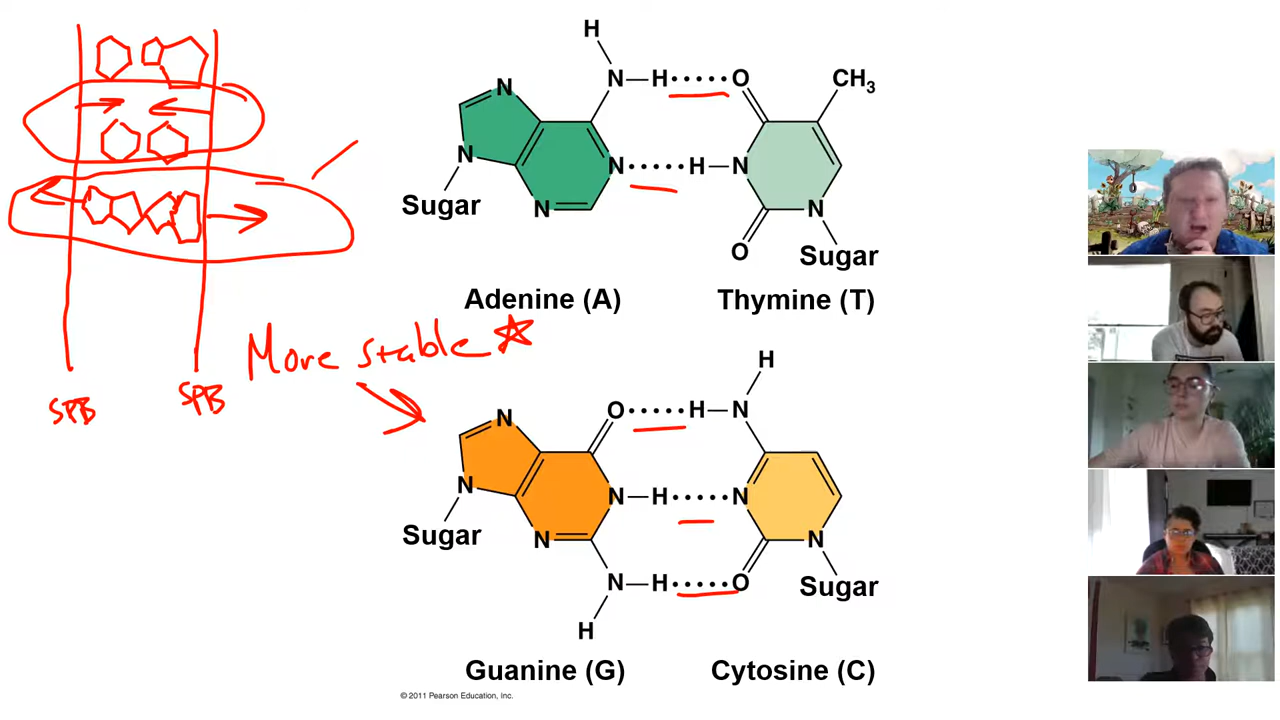 H
N–H·····O
CH3
N
N
N·····H–N
Sugar
N
N
O
Sugar
Adenine (A)
Thymine (T)
More stable
SPB
SPB
H
O·····H–N
N
N
N–H·····N
Sugar
N
N
N–H·····O
Sugar
H
Guanine (G)
Cytosine (C)
© 2011 Pearson Education, Inc.